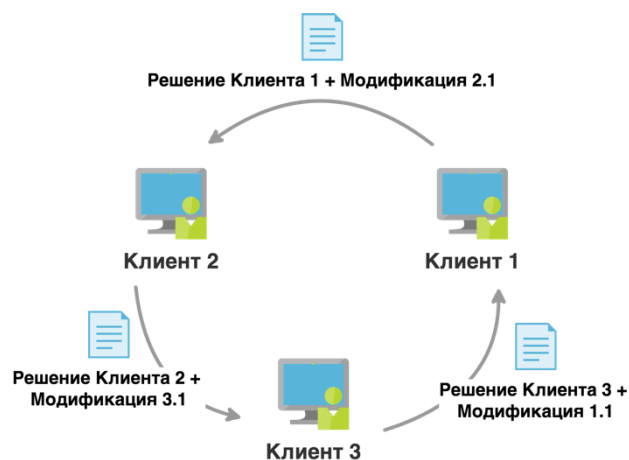 Решение Клиента 1 + Модификация 2.1
Клиент 2
Клиент 1
Решение Клиента 2 +
Модификация 3.1
Решение Клиента 3 +
Модификация 1.1
Клиент 3